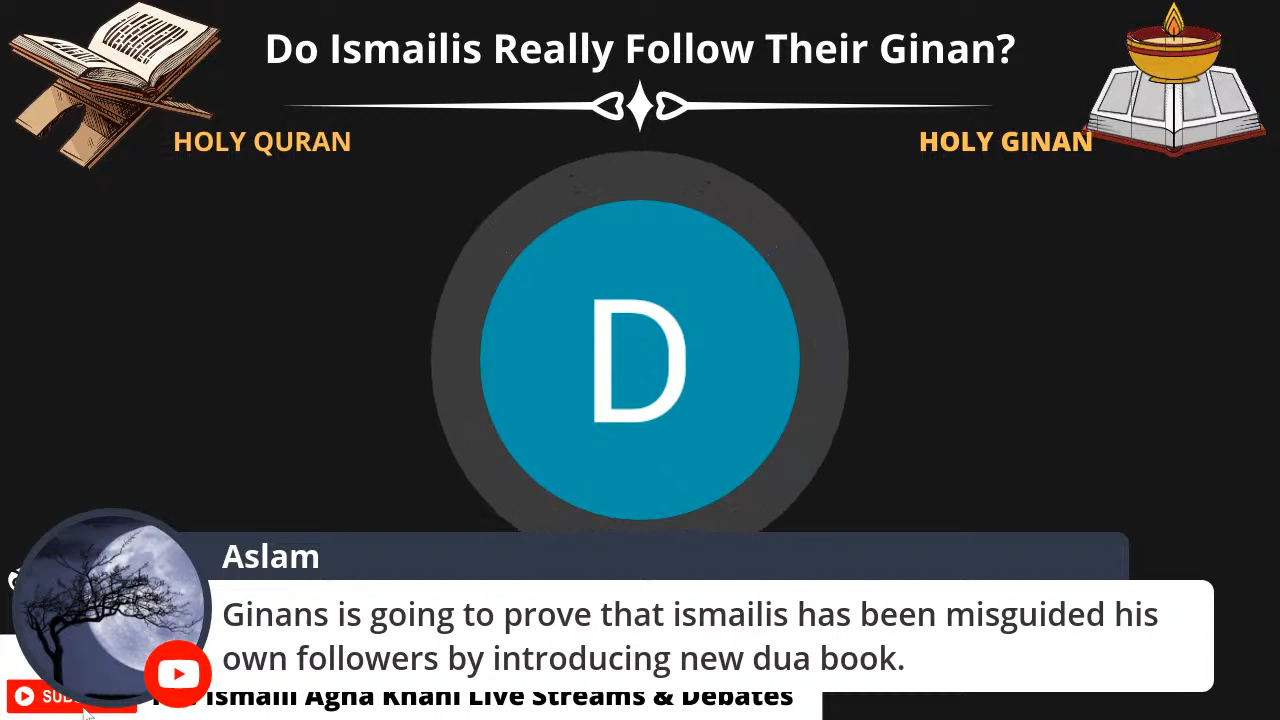 Do Ismailis Really Follow Their Ginan?
HOLY QURAN
HOLY GINAN
D
Aslam
Ginans is going to prove that ismailis has been misguided his
own followers by introducing new dua book.
Ismaili Agha Khani Live Streams & Debates